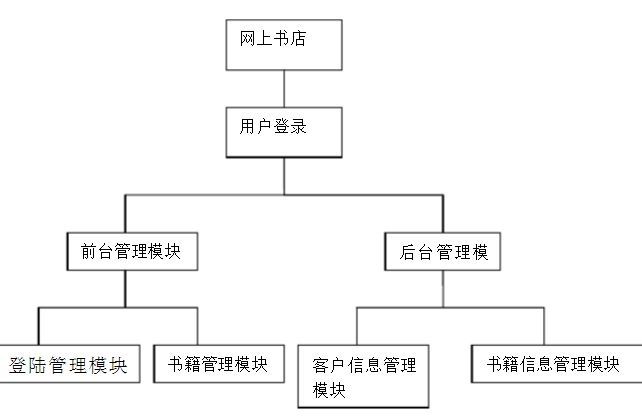 网上书店
用户登录
前台管理模块
后台管理模
登陆管理模块
书籍管理模块
客户信息管理
模块
书籍信息管理模块